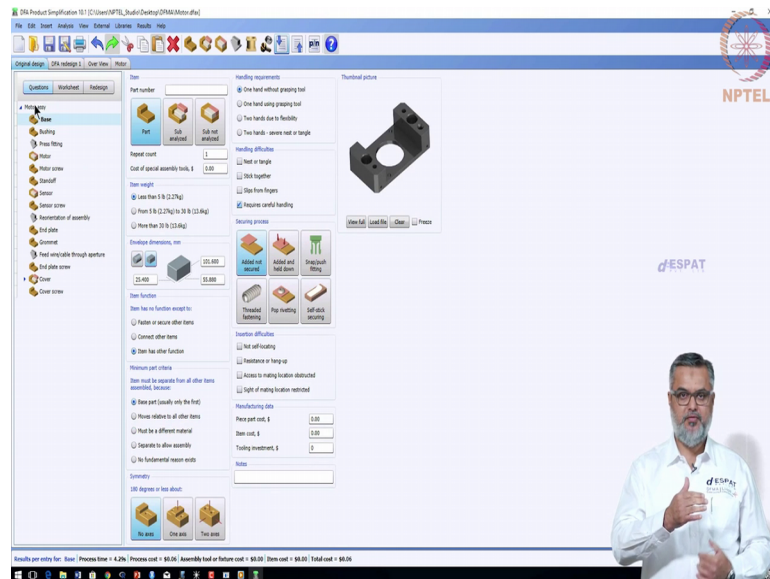 DFA Product Simplification 10.1 [C:\Users\NPTEL_Studio\Desktop\DFMA\Motor.dfax]
File Edit Insert Analysis View External Libraries Results Help
Original design DFA redesign 1 Over View Motor
Questions Worksheet Redesign
Motor assy
Base
Bushing
Press fitting
Motor
Motor screw
Standoff
Sensor
Sensor screw
Reorientation of assembly
End plate
Grommet
Feed wire/cable through aperture
End plate screw
Cover
Cover screw
Item
Part number
Part
Sub analyzed
Sub not analyzed
Repeat count 1
Cost of special assembly tools, $ 0.00
Item weight
Less than 5 lb (2.27kg)
From 5 lb (2.27kg) to 30 lb (13.6kg)
More than 30 lb (13.6kg)
Envelope dimensions, mm
101.600
25.400 50.800
Item function
Item has no function except to:
Fasten or secure other items
Connect other items
Item has other function
Minimum part criteria
Item must be separate from all other items
assembled, because:
Base part (usually only the first)
Moves relative to all other items
Must be a different material
Separate to allow assembly
No fundamental reason exists
Symmetry
180 degrees or less about:
No axes One axis Two axes
Handling requirements
One hand without grasping tool
One hand using grasping tool
Two hands due to flexibility
Two hands - severe nest or tangle
Handling difficulties
Nest or tangle
Stick together
Slips from fingers
Requires careful handling
Securing process
Added not secured
Added and held down
Snap/push fitting
Threaded fastening
Pop rivetting
Self-stick securing
Insertion difficulties
Not self-locating
Resistance or hang-up
Access to mating location obstructed
Sight of mating location restricted
Manufacturing data
Piece part cost, $ 0.00
Item cost, $ 0.00
Tooling investment, $ 0
Notes
Thumbnail picture
View full Load file Clear Freeze
NPTEL
dESPAT
dESPAT
Results per entry for: Base Process time = 4.2% Process cost = $0.06 Assembly tool or fixture cost = $0.00 Item cost = $0.00 Total cost = $0.06